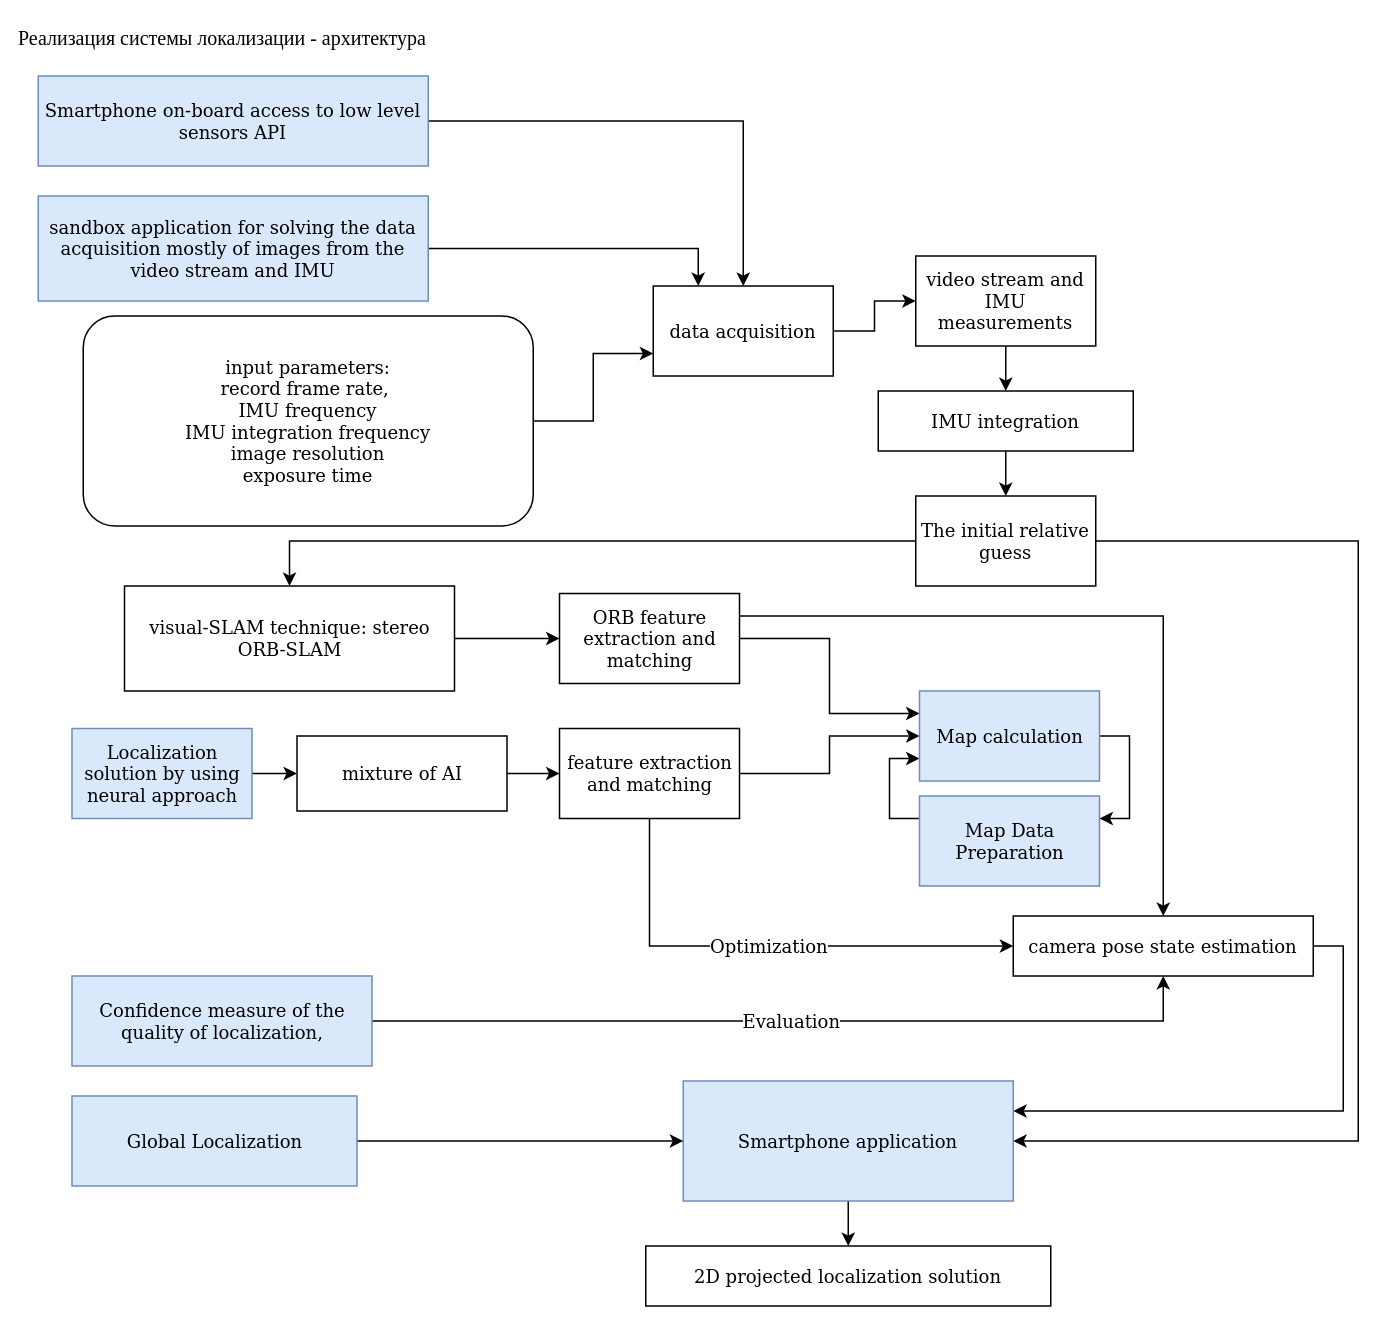 Реализация системы локализации - архитектура
Smartphone on-board access to low level
sensors API
sandbox application for solving the data
acquisition mostly of images from the
video stream and IMU
input parameters:
record frame rate,
IMU frequency
IMU integration frequency
image resolution
exposure time
data acquisition
video stream and
IMU
measurements
IMU integration
The initial relative
guess
visual-SLAM technique: stereo
ORB-SLAM
ORB feature
extraction and
matching
Localization
solution by using
neural approach
mixture of AI
feature extraction
and matching
Map calculation
Map Data
Preparation
Optimization
camera pose state estimation
Confidence measure of the
quality of localization,
Evaluation
Global Localization
Smartphone application
2D projected localization solution